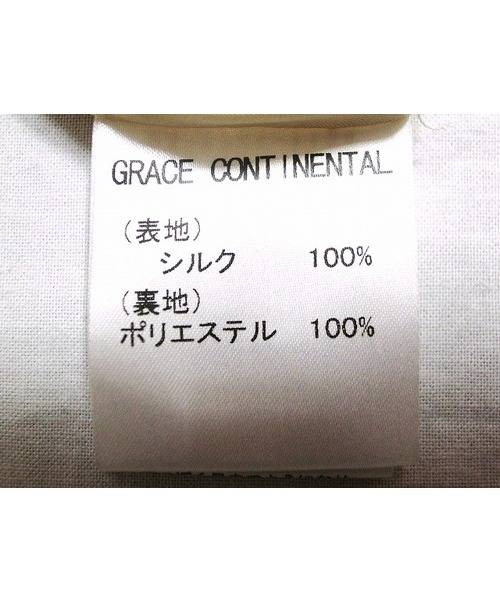 GRACE CONTINENTAL
（表地）
シルク 100%
（裏地）
ポリエステル 100%